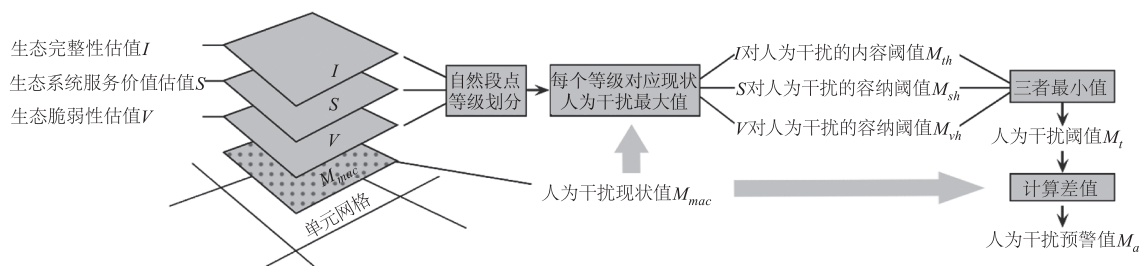 生态完整性估值I
生态系统服务价值估值S
生态脆弱性估值V
I
S
V
M_mac
单元网格
自然段点
等级划分
每个等级对应现状
人为干扰最大值
人为干扰现状值M_mac
I对人为干扰的内容阈值M_th
S对人为干扰的容纳阈值M_sh
V对人为干扰的容纳阈值M_vh
三者最小值
人为干扰阈值M_t
计算差值
人为干扰预警值M_a